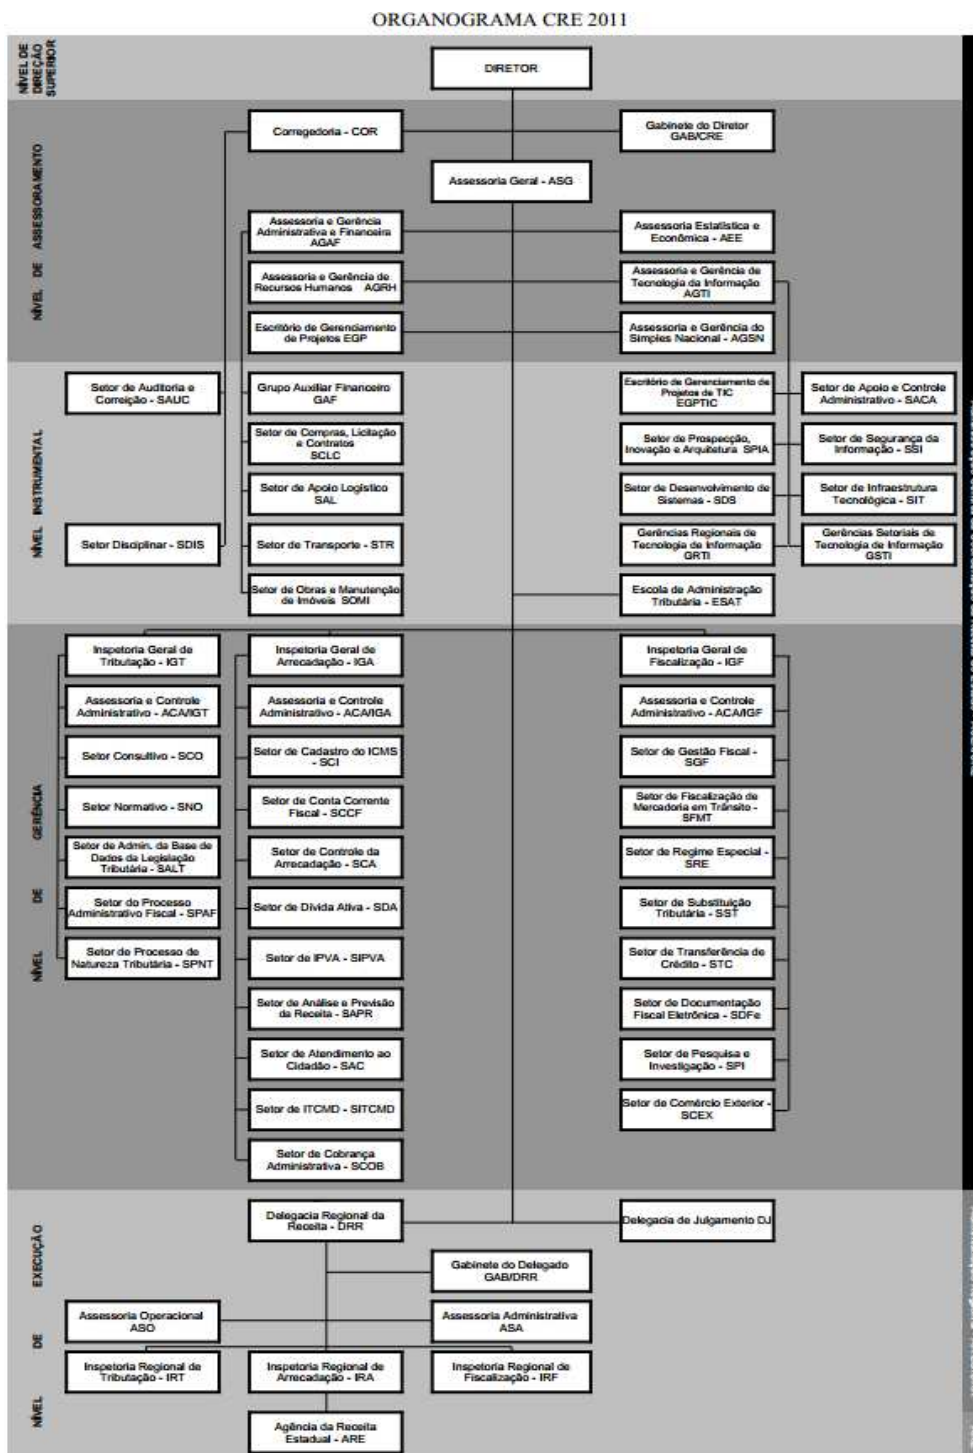 ORGANOGRAMA CRE 2011
NÍVEL DE
DIREÇÃO
SUPERIOR
DIRETOR
NÍVEL DE ASSESSORAMENTO
Corregedoria - COR
Gabinete do Diretor
GAB/CRE
Assessoria Geral - ASG
Assessoria e Gerência
Administrativa e Financeira
AGAF
Assessoria Estatística e
Econômica - AEE
Assessoria e Gerência de
Recursos Humanos AGRH
Assessoria e Gerência de
Tecnologia da Informação
AGTI
Escritório de Gerenciamento
de Projetos EGP
Assessoria e Gerência do
Simples Nacional - AGSN
NÍVEL INSTRUMENTAL
Setor de Auditoria e
Correição - SAUC
Grupo Auxiliar Financeiro
GAF
Escritório de Gerenciamento de
Projetos de TIC
EGPTIC
Setor de Apoio e Controle
Administrativo - SACA
Setor de Compras, Licitação
e Contratos
SCLC
Setor de Prospecção,
Inovação e Arquitetura SPIA
Setor de Segurança da
Informação - SSI
Setor de Apoio Logístico
SAL
Setor de Desenvolvimento de
Sistemas - SDS
Setor de Infraestrutura
Tecnológica - SIT
Setor Disciplinar - SDIS
Setor de Transporte - STR
Gerências Regionais de
Tecnologia de Informação
GRTI
Gerências Setoriais de
Tecnologia de Informação
GSTI
Setor de Obras e Manutenção
de Imóveis SOMI
Escola de Administração
Tributária - ESAT
NÍVEL DE GERÊNCIA
Inspetoria Geral de
Tributação - IGT
Inspetoria Geral de
Arrecadação - IGA
Inspetoria Geral de
Fiscalização - IGF
Assessoria e Controle
Administrativo - ACA/IGT
Assessoria e Controle
Administrativo - ACA/IGA
Assessoria e Controle
Administrativo - ACA/IGF
Setor Consultivo - SCO
Setor de Cadastro do ICMS
- SCI
Setor de Gestão Fiscal -
SGF
Setor Normativo - SNO
Setor de Conta Corrente
Fiscal - SCCF
Setor de Fiscalização de
Mercadoria em Trânsito -
SFMT
Setor de Admin. da Base de
Dados da Legislação
Tributária - SALT
Setor de Controle da
Arrecadação - SCA
Setor de Regime Especial -
SRE
Setor do Processo
Administrativo Fiscal - SPAF
Setor de Dívida Ativa - SDA
Setor de Substituição
Tributária - SST
Setor de Processo de
Natureza Tributária - SPNT
Setor de IPVA - SIPVA
Setor de Transferência de
Crédito - STC
Setor de Análise e Previsão
da Receita - SAPR
Setor de Documentação
Fiscal Eletrônica - SDFe
Setor de Atendimento ao
Cidadão - SAC
Setor de Pesquisa e
Investigação - SPI
Setor de ITCMD - SITCMD
Setor de Comércio Exterior -
SCEX
Setor de Cobrança
Administrativa - SCOB
NÍVEL DE EXECUÇÃO
Delegacia Regional da
Receita - DRR
Delegacia de Julgamento DJ
Gabinete do Delegado
GAB/DRR
Assessoria Operacional
ASO
Assessoria Administrativa
ASA
Inspetoria Regional de
Tributação - IRT
Inspetoria Regional de
Arrecadação - IRA
Inspetoria Regional de
Fiscalização - IRF
Agência da Receita
Estadual - ARE